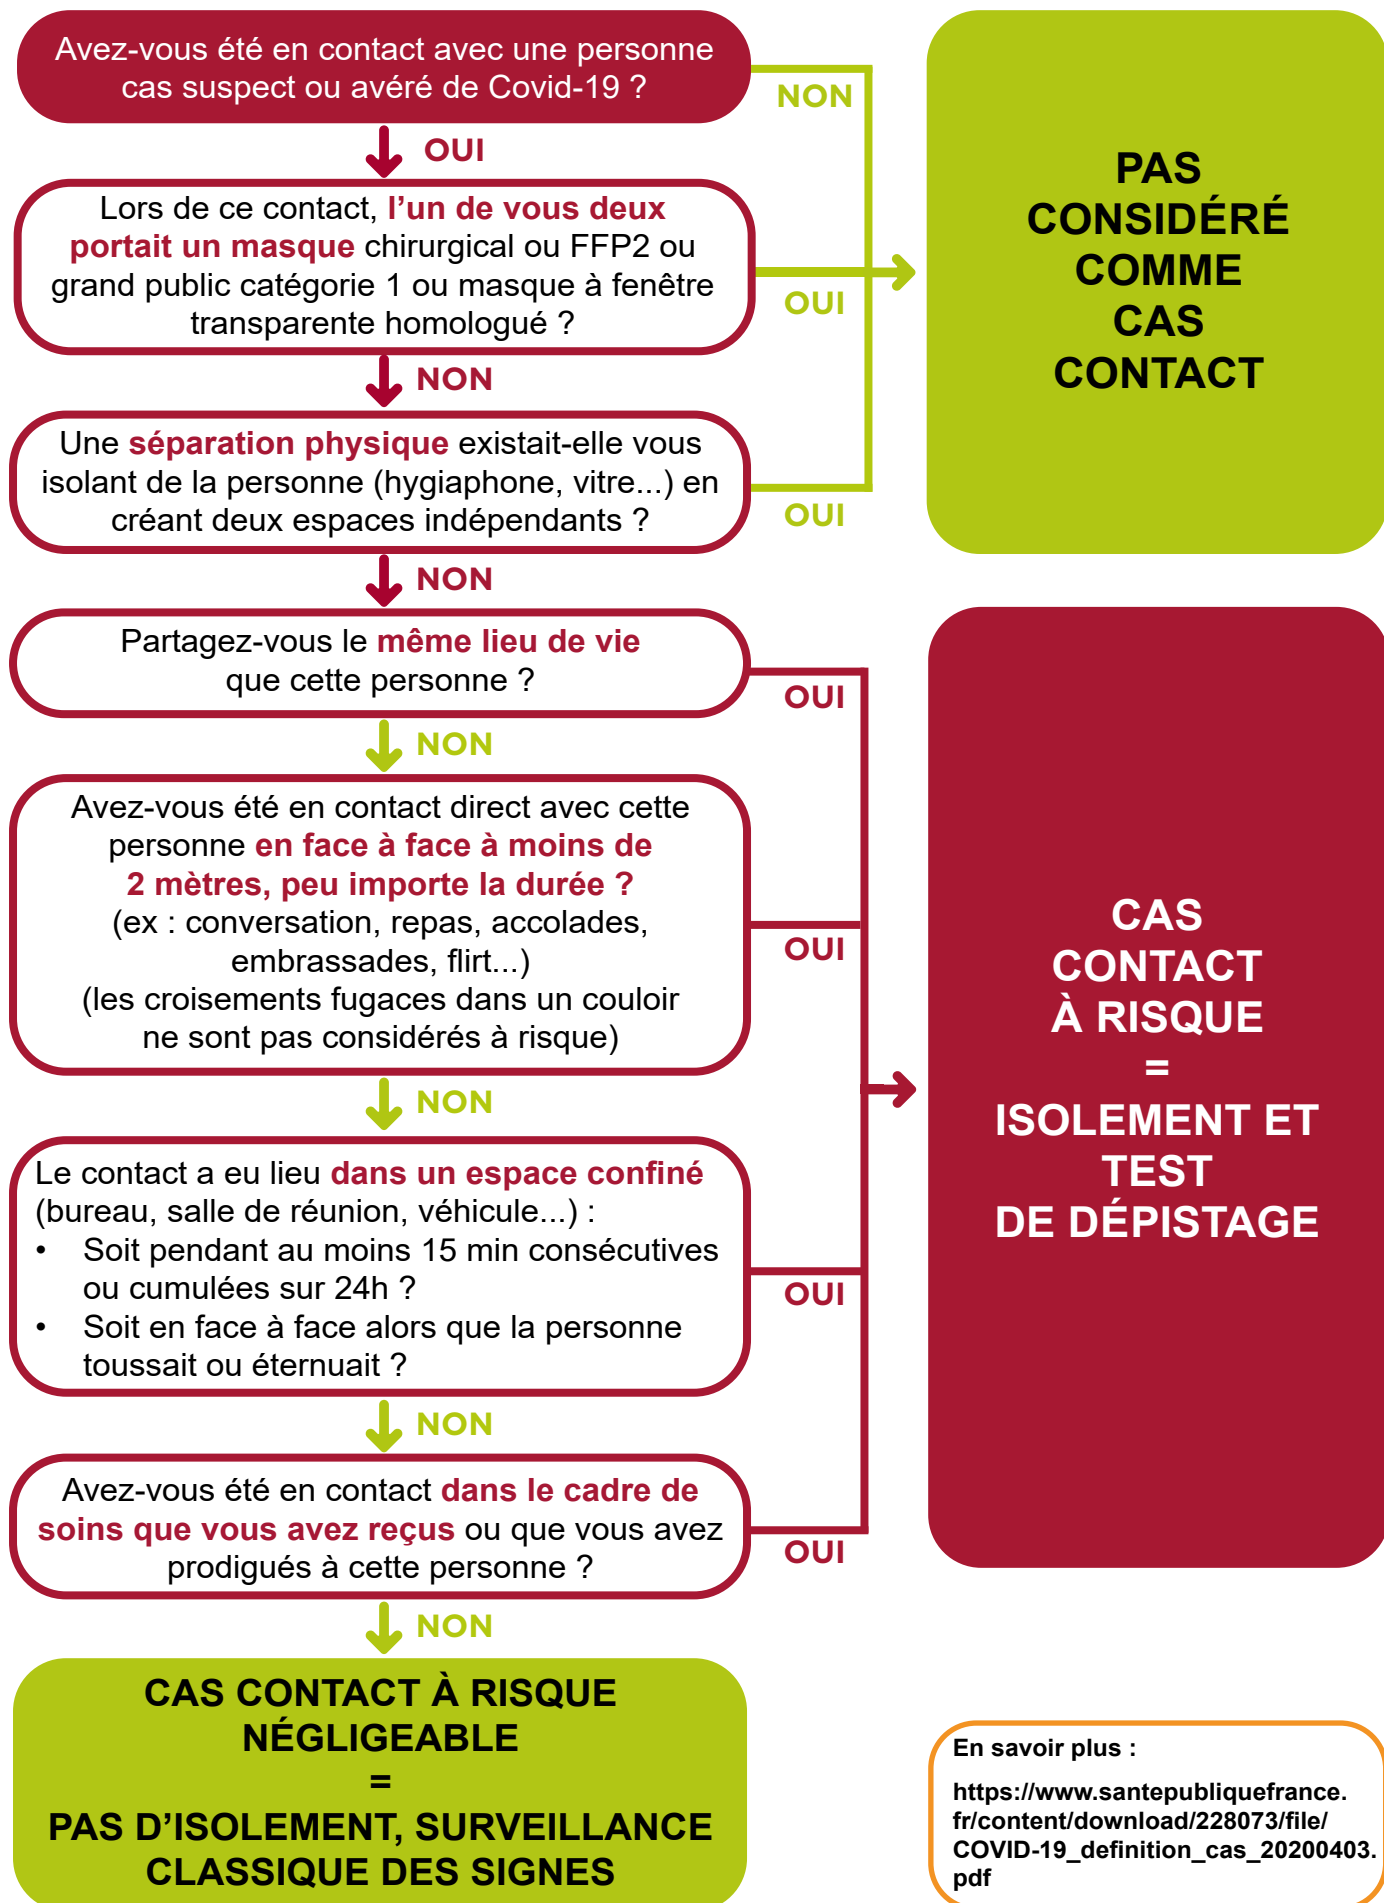 Avez-vous été en contact avec une personne
cas suspect ou avéré de Covid-19 ?
NON
OUI
Lors de ce contact, l’un de vous deux
portait un masque chirurgical ou FFP2 ou
grand public catégorie 1 ou masque à fenêtre
transparente homologué ?
OUI
NON
Une séparation physique existait-elle vous
isolant de la personne (hygiaphone, vitre...) en
créant deux espaces indépendants ?
OUI
NON
PAS
CONSIDÉRÉ
COMME
CAS
CONTACT
Partagez-vous le même lieu de vie
que cette personne ?
OUI
NON
Avez-vous été en contact direct avec cette
personne en face à face à moins de
2 mètres, peu importe la durée ?
(ex : conversation, repas, accolades,
embrassades, flirt...)
(les croisements fugaces dans un couloir
ne sont pas considérés à risque)
OUI
NON
Le contact a eu lieu dans un espace confiné
(bureau, salle de réunion, véhicule...) :
• Soit pendant au moins 15 min consécutives
ou cumulées sur 24h ?
• Soit en face à face alors que la personne
toussait ou éternuait ?
OUI
NON
Avez-vous été en contact dans le cadre de
soins que vous avez reçus ou que vous avez
prodigués à cette personne ?
OUI
NON
CAS
CONTACT
À RISQUE
=
ISOLEMENT ET
TEST
DE DÉPISTAGE
CAS CONTACT À RISQUE
NÉGLIGEABLE
=
PAS D’ISOLEMENT, SURVEILLANCE
CLASSIQUE DES SIGNES
En savoir plus :
https://www.santepubliquefrance.
fr/content/download/228073/file/
COVID-19_definition_cas_20200403.
pdf